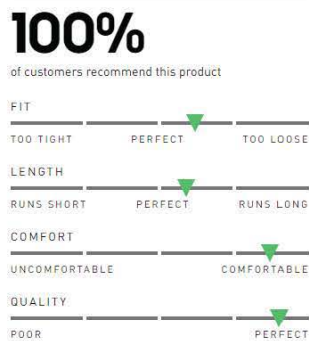 100%
of customers recommend this product
FIT
TOO TIGHT PERFECT TOO LOOSE
LENGTH
RUNS SHORT PERFECT RUNS LONG
COMFORT
UNCOMFORTABLE COMFORTABLE
QUALITY
POOR PERFECT